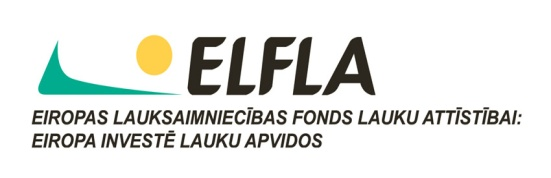 ELFLA
EIROPAS LAUKSAIMNIECĪBAS FONDS LAUKU ATTĪSTĪBAI:
EIROPA INVESTĒ LAUKU APVIDOS